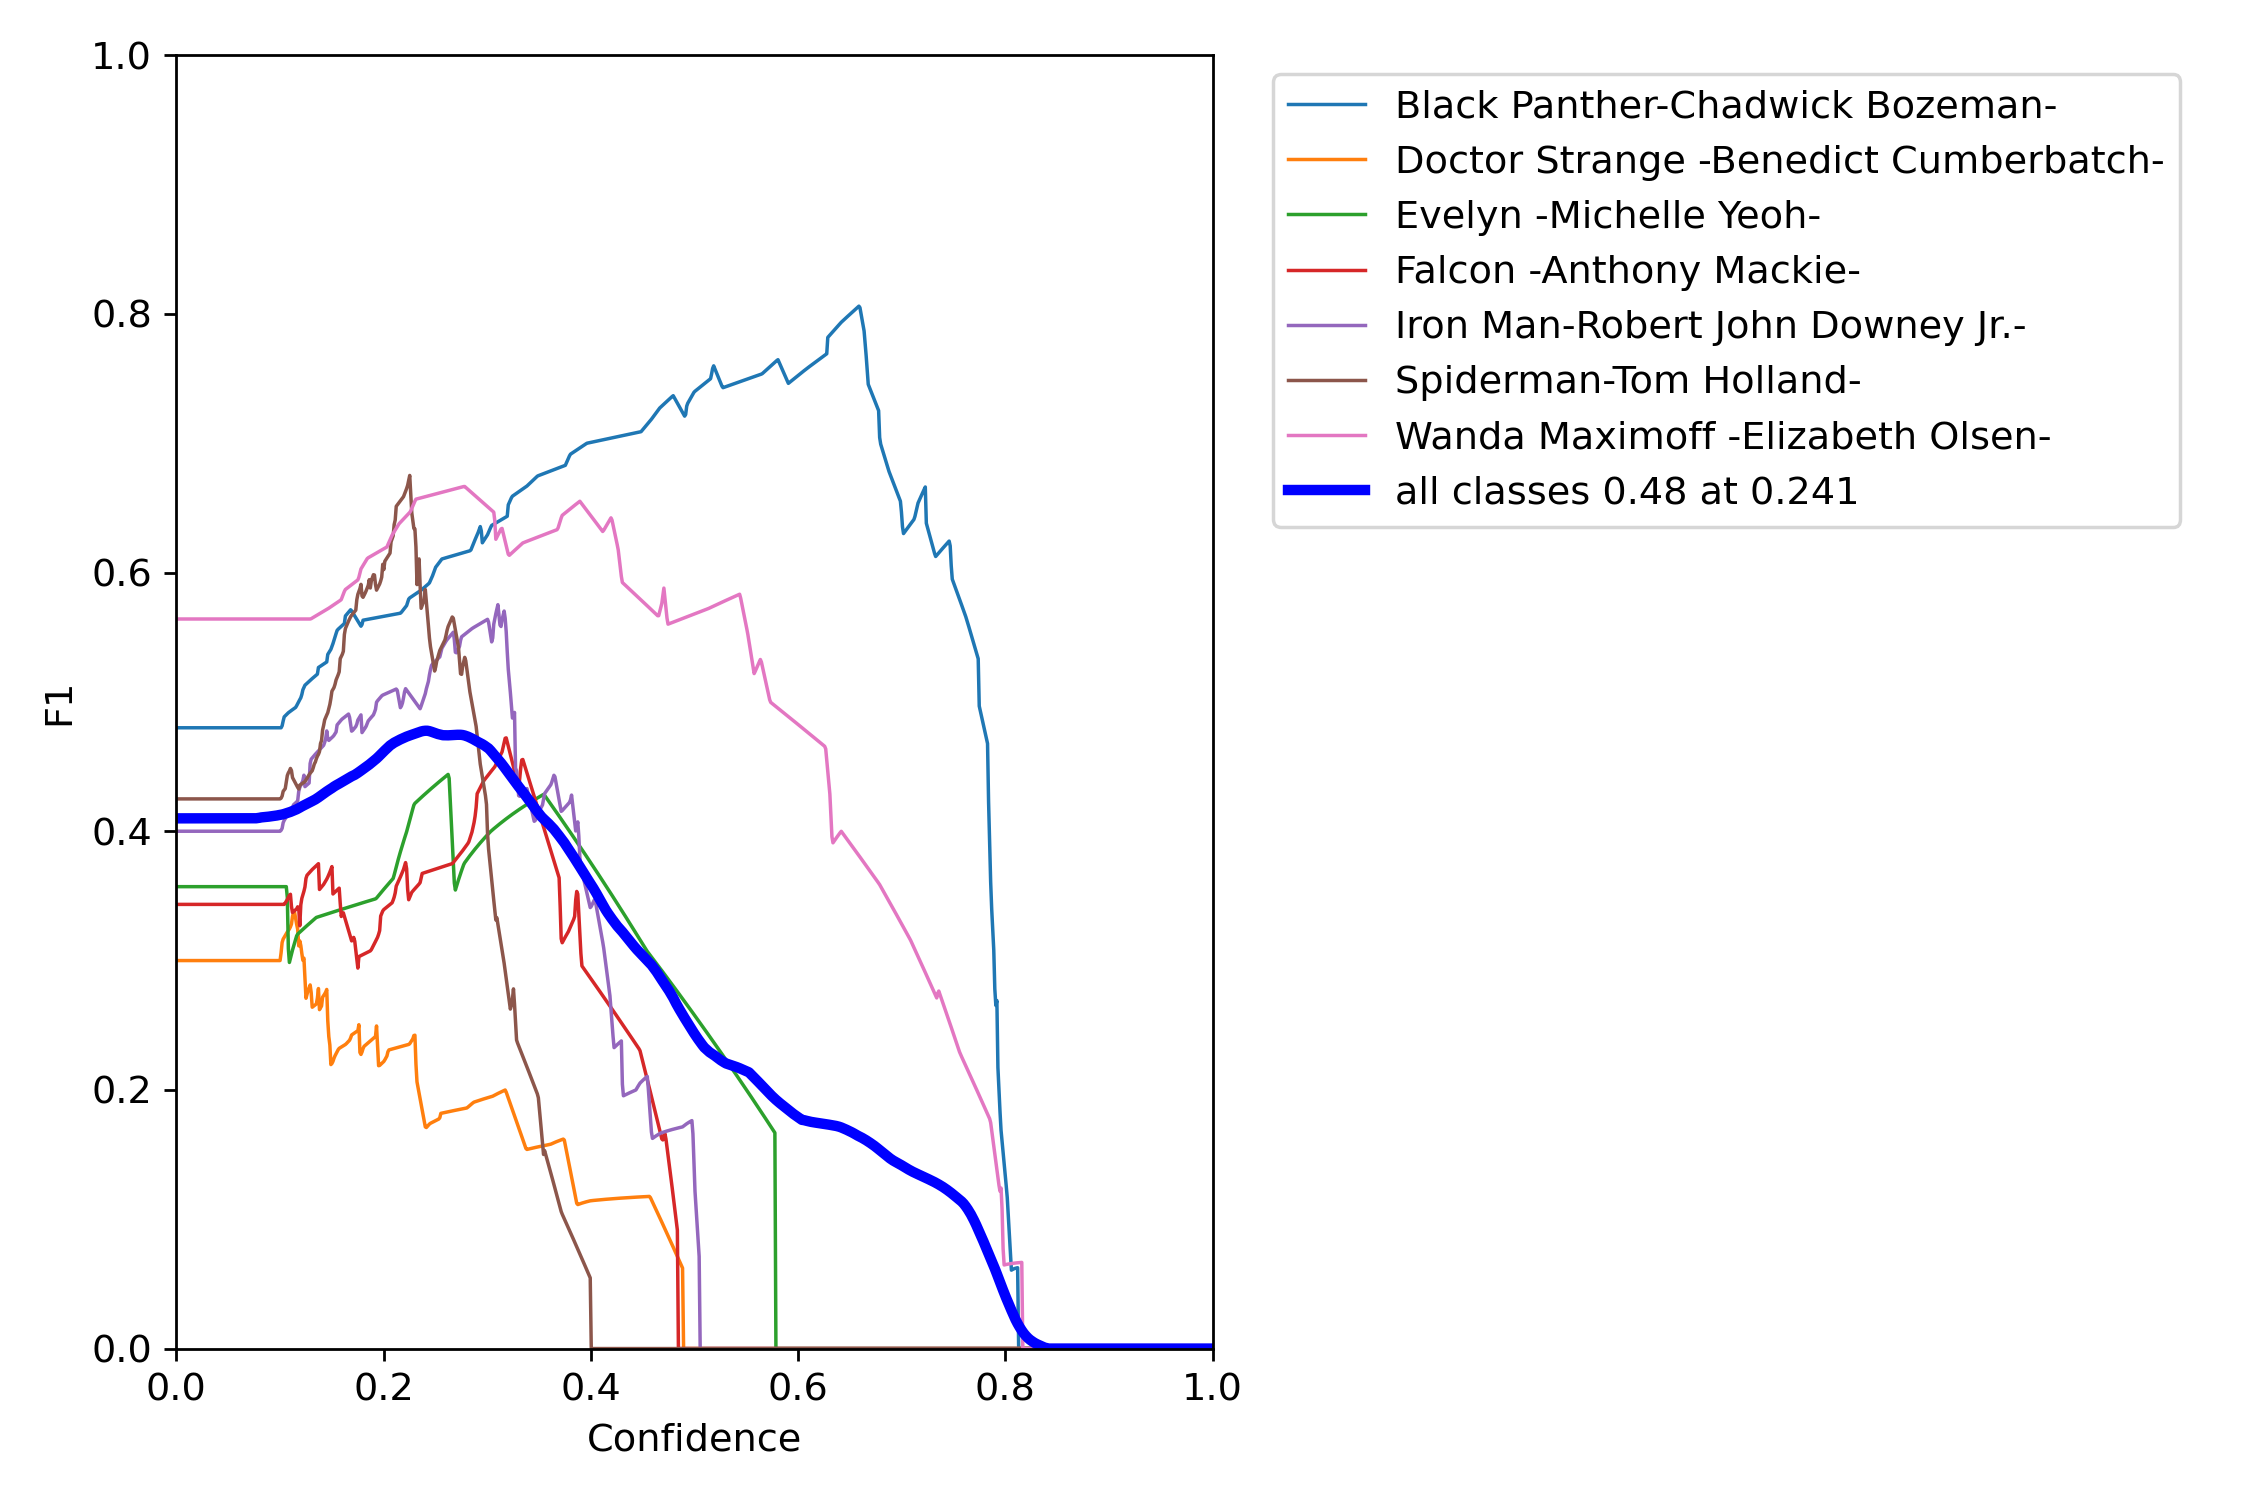 1.0
0.8
0.6
0.4
0.2
0.0
F1
0.0 0.2 0.4 0.6 0.8 1.0
Confidence
Black Panther-Chadwick Bozeman-
Doctor Strange -Benedict Cumberbatch-
Evelyn -Michelle Yeoh-
Falcon -Anthony Mackie-
Iron Man-Robert John Downey Jr.-
Spiderman-Tom Holland-
Wanda Maximoff -Elizabeth Olsen-
all classes 0.48 at 0.241